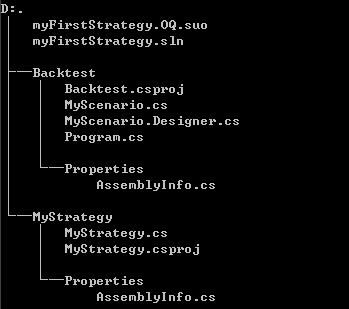 D:.
myFirstStrategy.OQ.suo
myFirstStrategy.sln
Backtest
Backtest.csproj
MyScenario.cs
MyScenario.Designer.cs
Program.cs
Properties
AssemblyInfo.cs
MyStrategy
MyStrategy.cs
MyStrategy.csproj
Properties
AssemblyInfo.cs